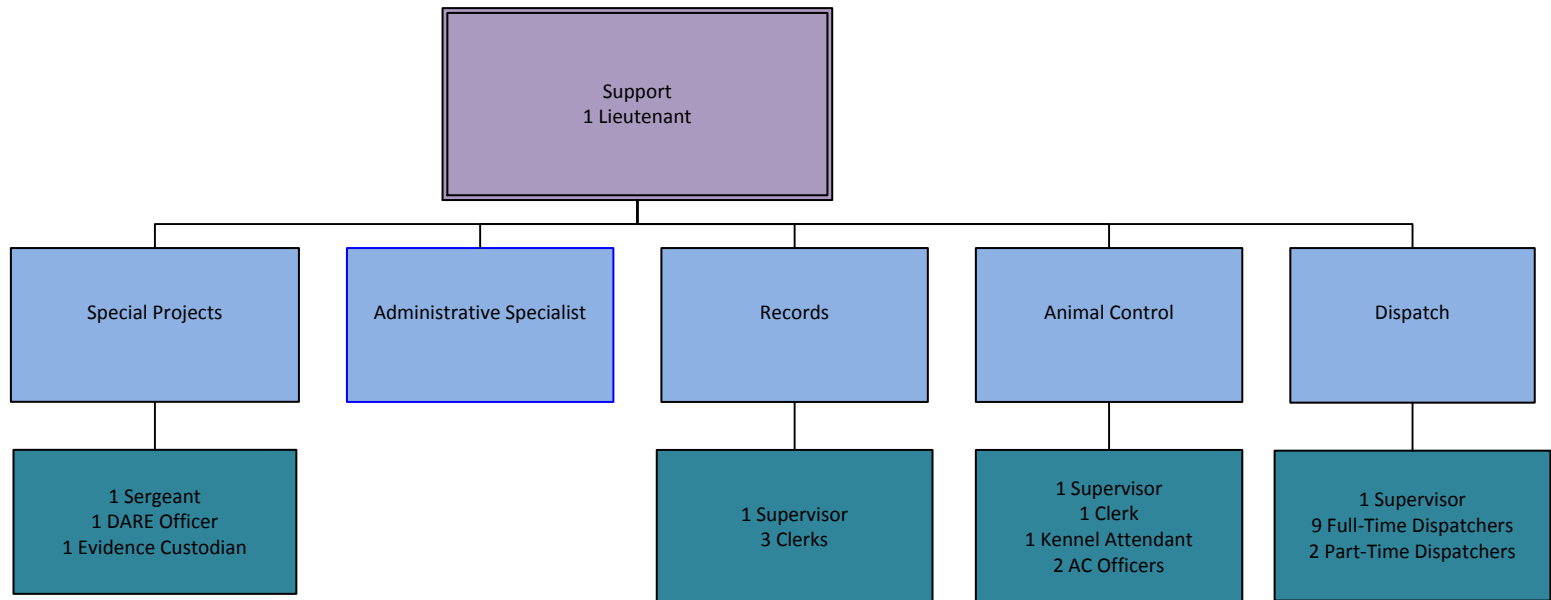 Support
1 Lieutenant
Special Projects
Administrative Specialist
Records
Animal Control
Dispatch
1 Sergeant
1 DARE Officer
1 Evidence Custodian
1 Supervisor
3 Clerks
1 Supervisor
1 Clerk
1 Kennel Attendant
2 AC Officers
1 Supervisor
9 Full-Time Dispatchers
2 Part-Time Dispatchers